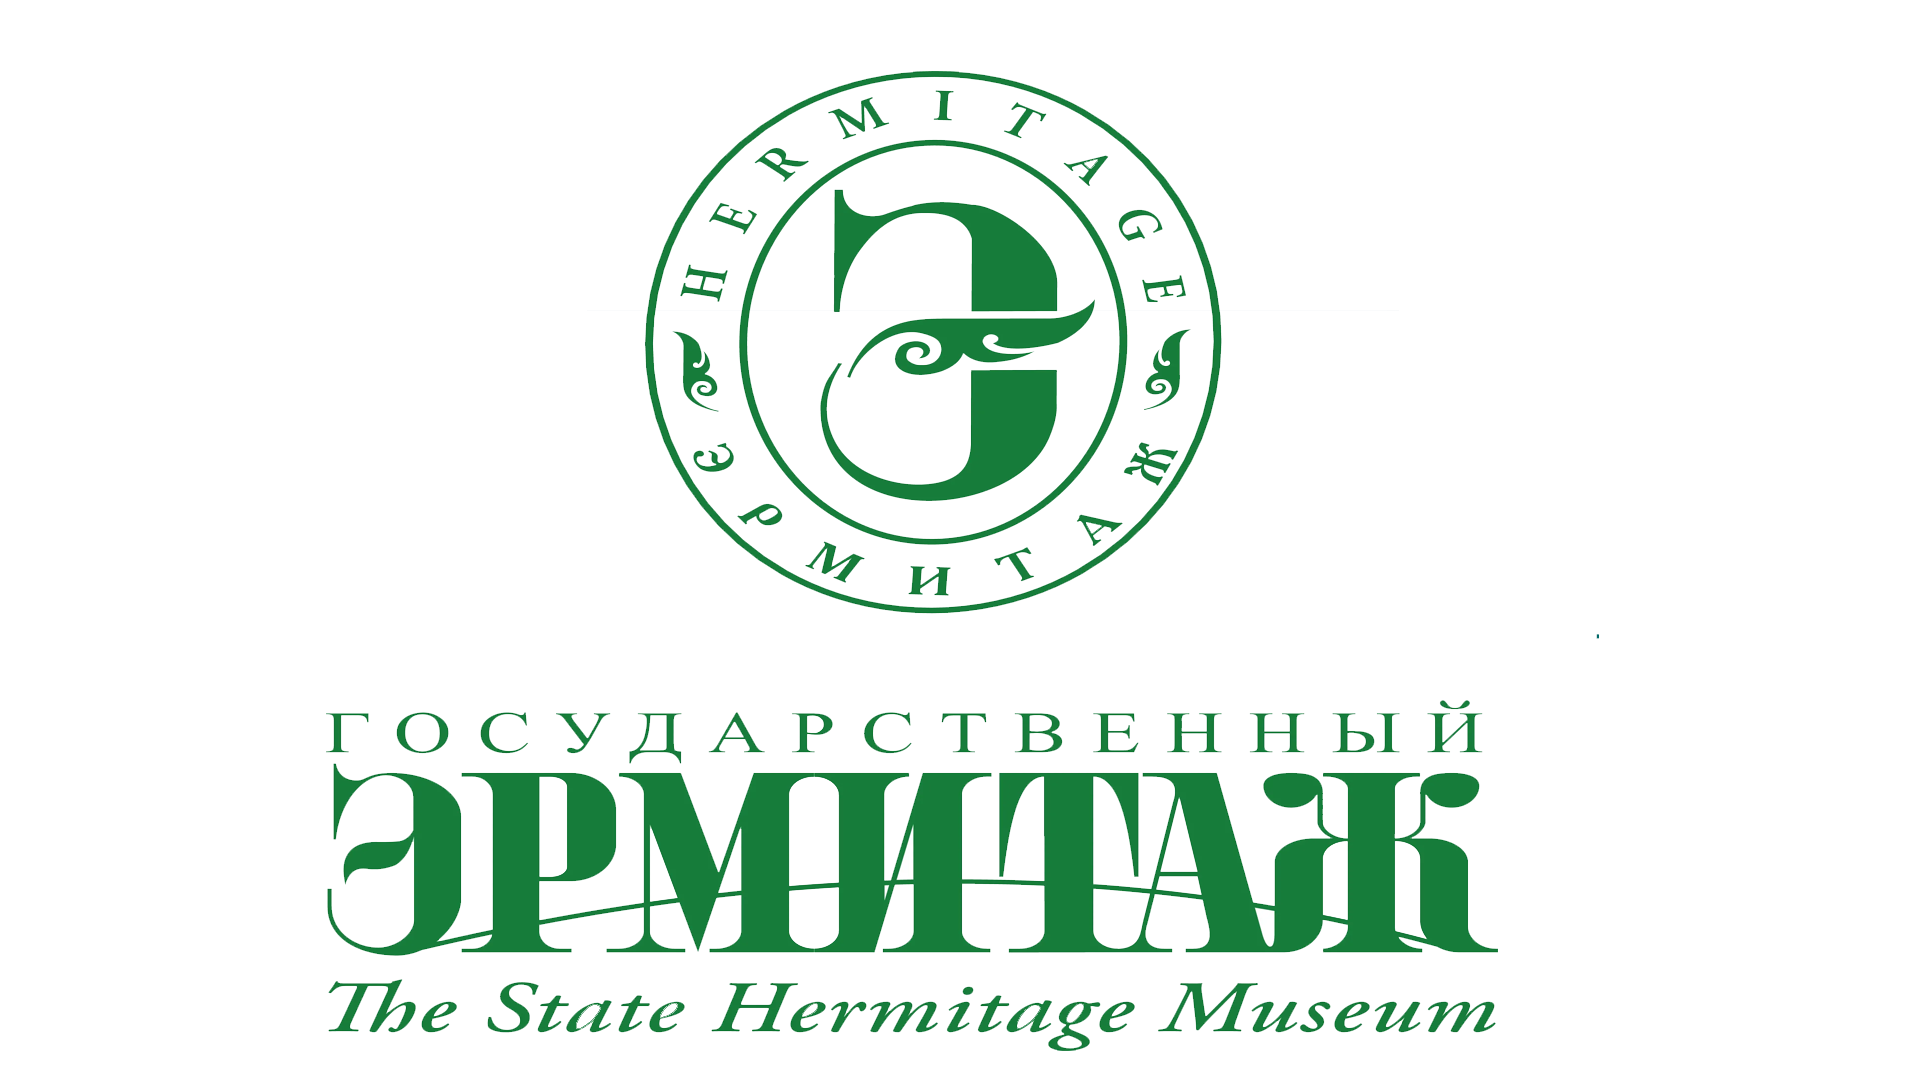 HERMITAGE
Э
ЭРМИТАЖ
ГОСУДАРСТВЕННЫЙ
ЭРМИТАЖ
The State Hermitage Museum